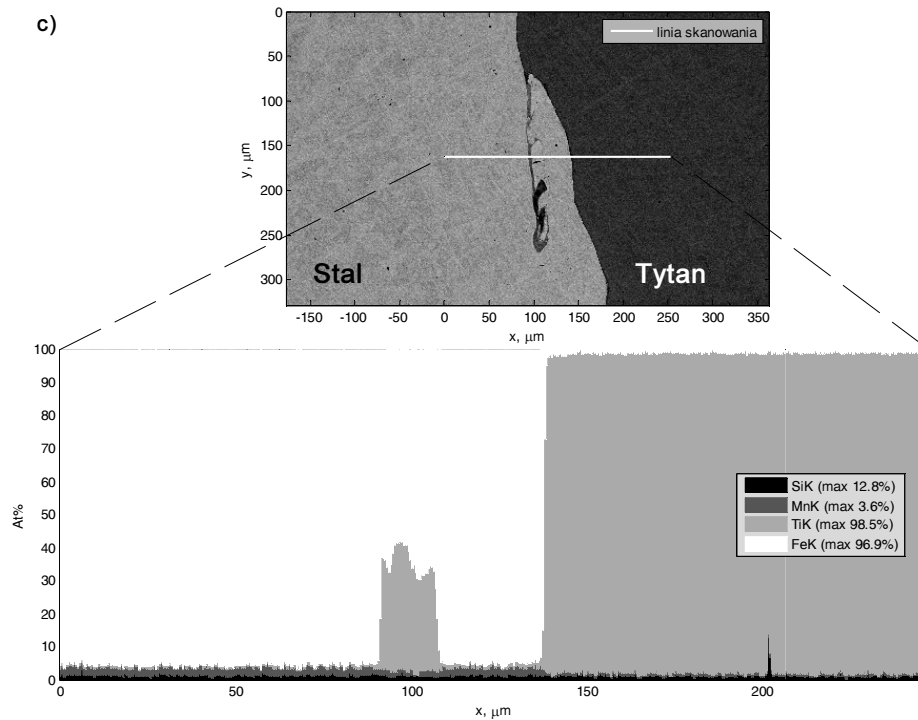 c)
0
50
100
150
200
250
300
y, µm
linia skanowania
Stal
Tytan
-150 -100 -50 0 50 100 150 200 250 300 350
x, µm
100
90
80
70
60
50
40
30
20
10
0
At%
SiK (max 12.8%)
MnK (max 3.6%)
TiK (max 98.5%)
FeK (max 96.9%)
0 50 100 150 200
x, µm